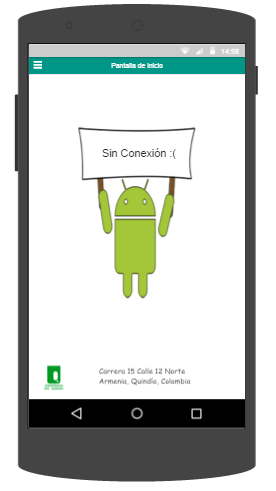 14:58
Pantalla de Inicio
Sin Conexión :(
Carrera 15 Calle 12 Norte
Armenia, Quindío, Colombia